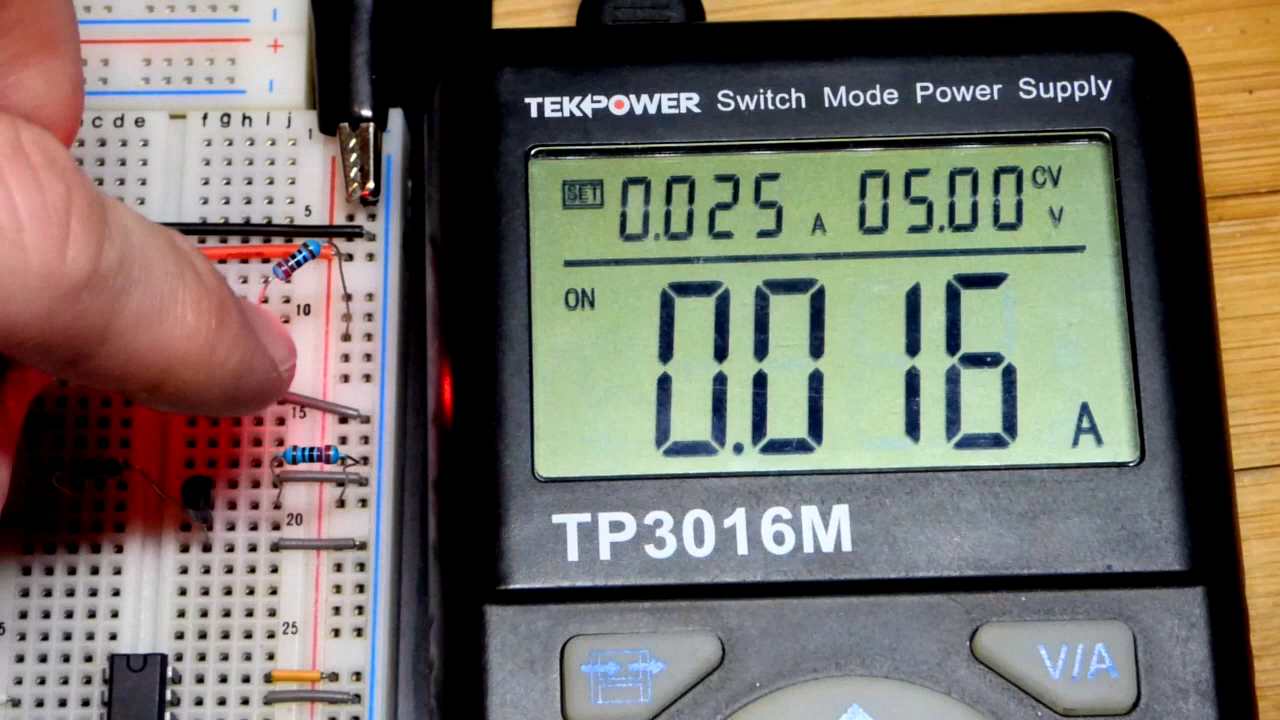 TEKPOWER Switch Mode Power Supply
SET 0.025 A 05.00 CV V
ON 0.016 A
TP3016M
V/A
+
c d e f g h i j
1
5
10
15
20
25